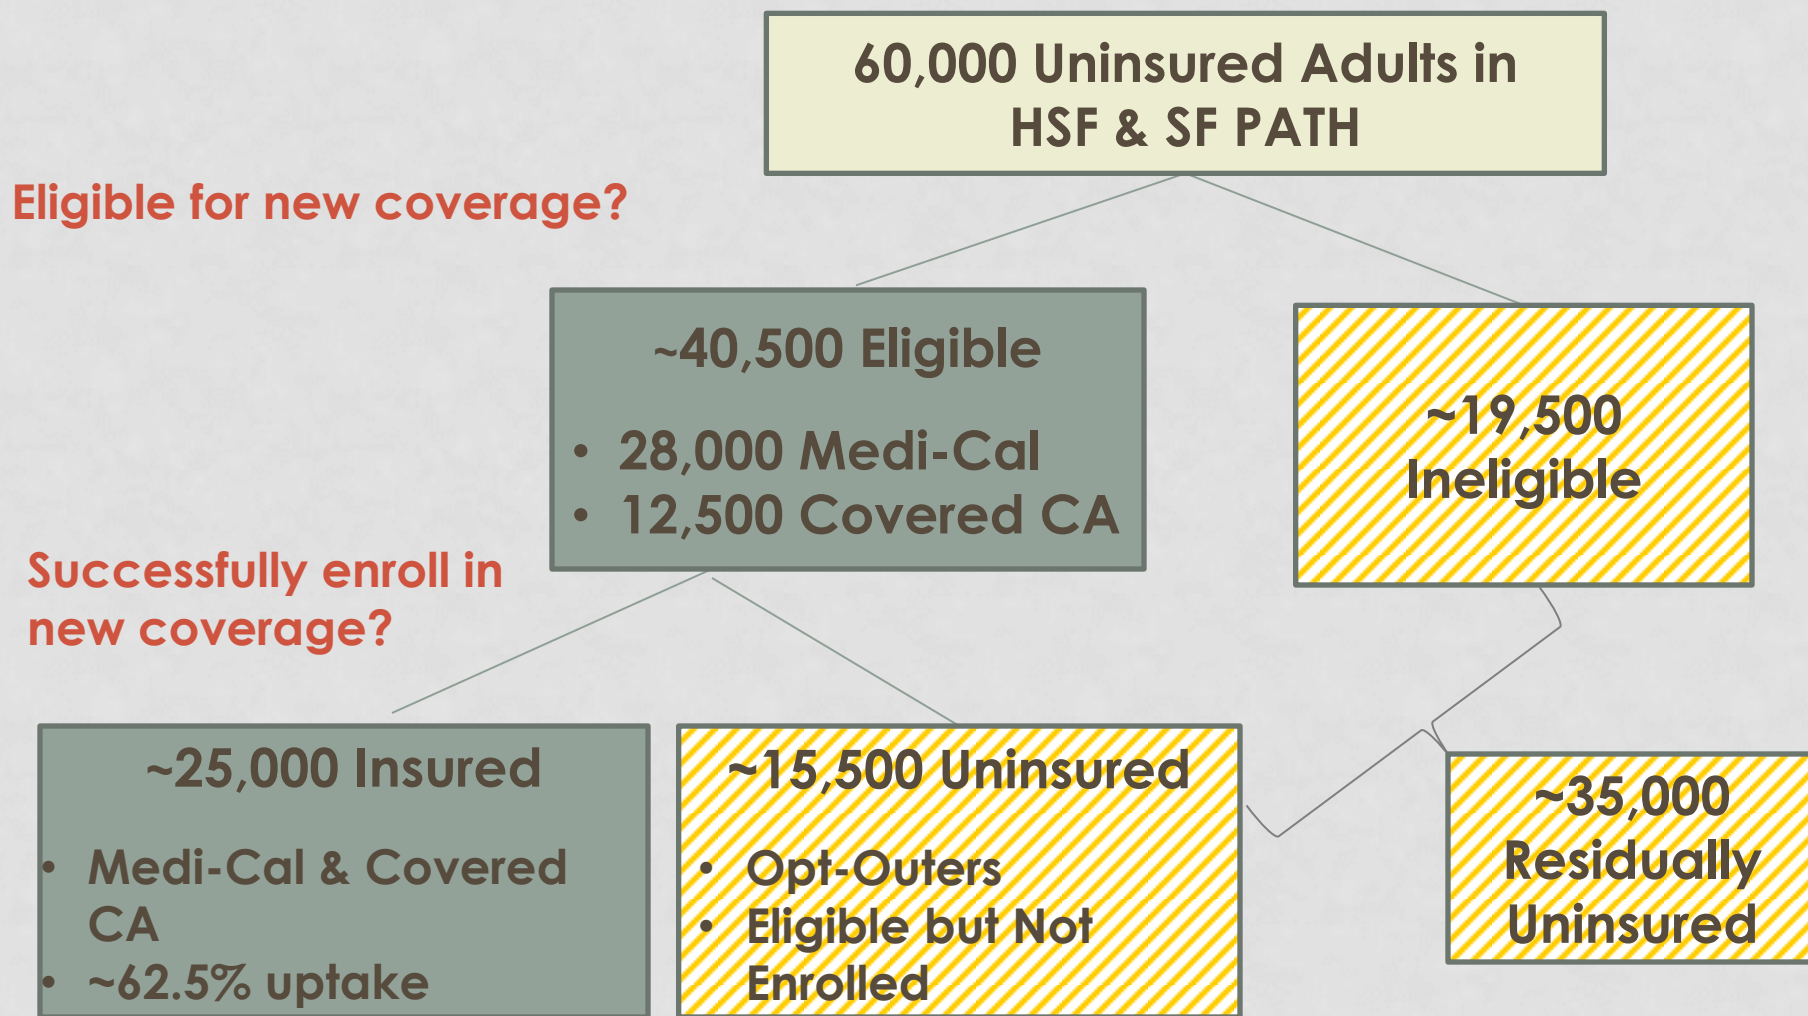 60,000 Uninsured Adults in
HSF & SF PATH
Eligible for new coverage?
~40,500 Eligible
• 28,000 Medi-Cal
• 12,500 Covered CA
~19,500
Ineligible
Successfully enroll in
new coverage?
~25,000 Insured
• Medi-Cal & Covered
CA
• ~62.5% uptake
~15,500 Uninsured
• Opt-Outers
• Eligible but Not
Enrolled
~35,000
Residually
Uninsured